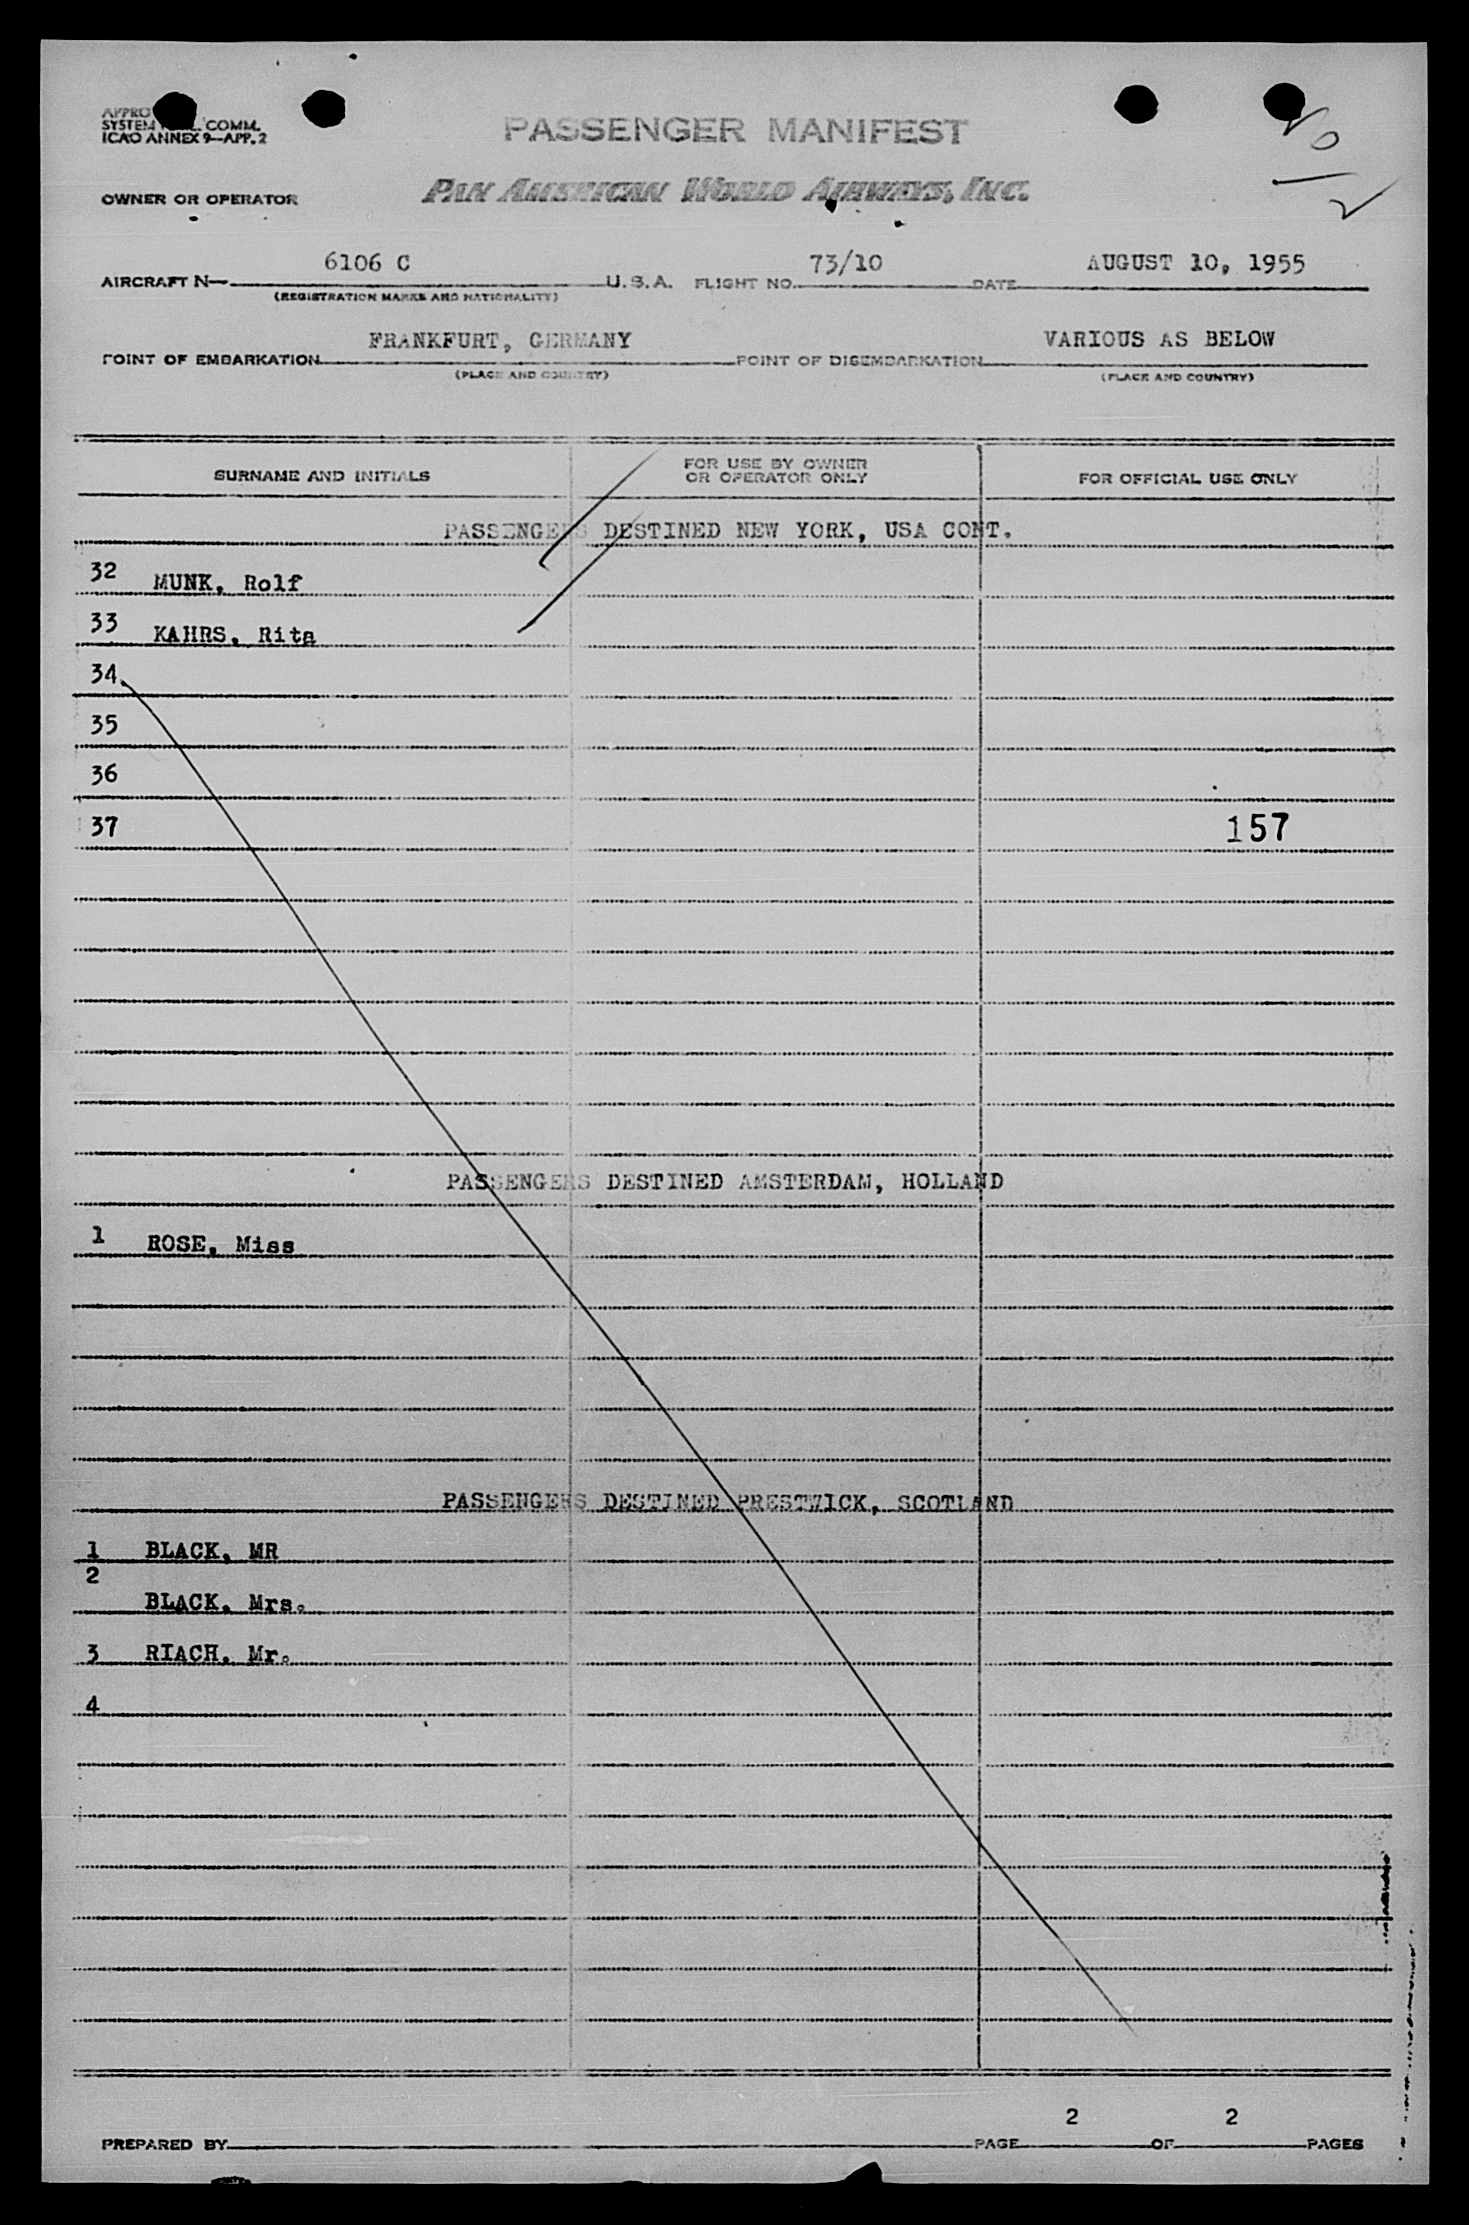 SYSTEM COMM.
ICAO ANNEX 9—APP. 2
PASSENGER MANIFEST
OWNER OR OPERATOR
PAN AMERICAN WORLD AIRWAYS, INC.
AIRCRAFT N— 6106 C U.S.A. FLIGHT NO. 73/10 DATE AUGUST 10, 1955
(REGISTRATION MARKS AND NATIONALITY)
POINT OF EMBARKATION FRANKFURT, GERMANY POINT OF DISEMBARKATION VARIOUS AS BELOW
(PLACE AND COUNTRY) (PLACE AND COUNTRY)
SURNAME AND INITIALS FOR USE BY OWNER OR OPERATOR ONLY FOR OFFICIAL USE ONLY
PASSENGERS DESTINED NEW YORK, USA CONT.
32 MUNK, Rolf
33 KAHRS, Rita
34
35
36
37 157
PASSENGERS DESTINED AMSTERDAM, HOLLAND
1 ROSE, Miss
PASSENGERS DESTINED PRESTWICK, SCOTLAND
1 BLACK, MR
2 BLACK, Mrs.
3 RIACH, Mr.
4
PREPARED BY PAGE 2 OF 2 PAGES